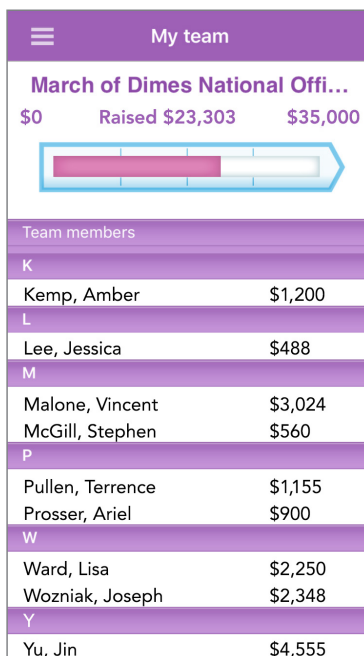 My team
March of Dimes National Offi...
$0 Raised $23,303 $35,000
Team members
K
Kemp, Amber $1,200
L
Lee, Jessica $488
M
Malone, Vincent $3,024
McGill, Stephen $560
P
Pullen, Terrence $1,155
Prosser, Ariel $900
W
Ward, Lisa $2,250
Wozniak, Joseph $2,348
Y
Yu, Jin $4,555